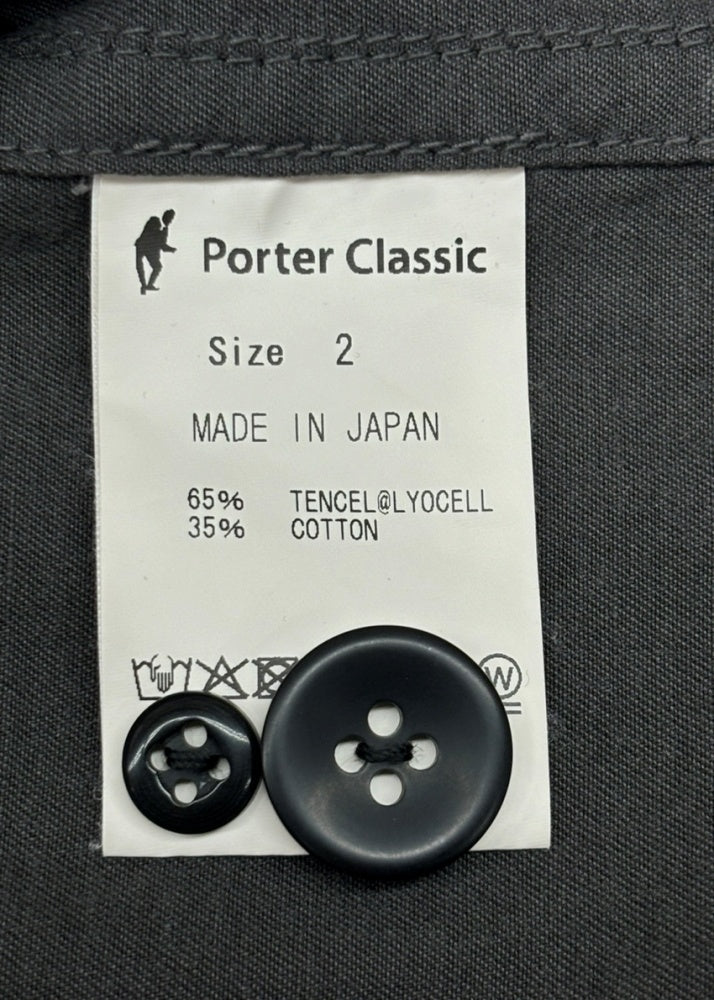 Porter Classic
Size 2
MADE IN JAPAN
65% TENCEL@LYOCELL
35% COTTON
W